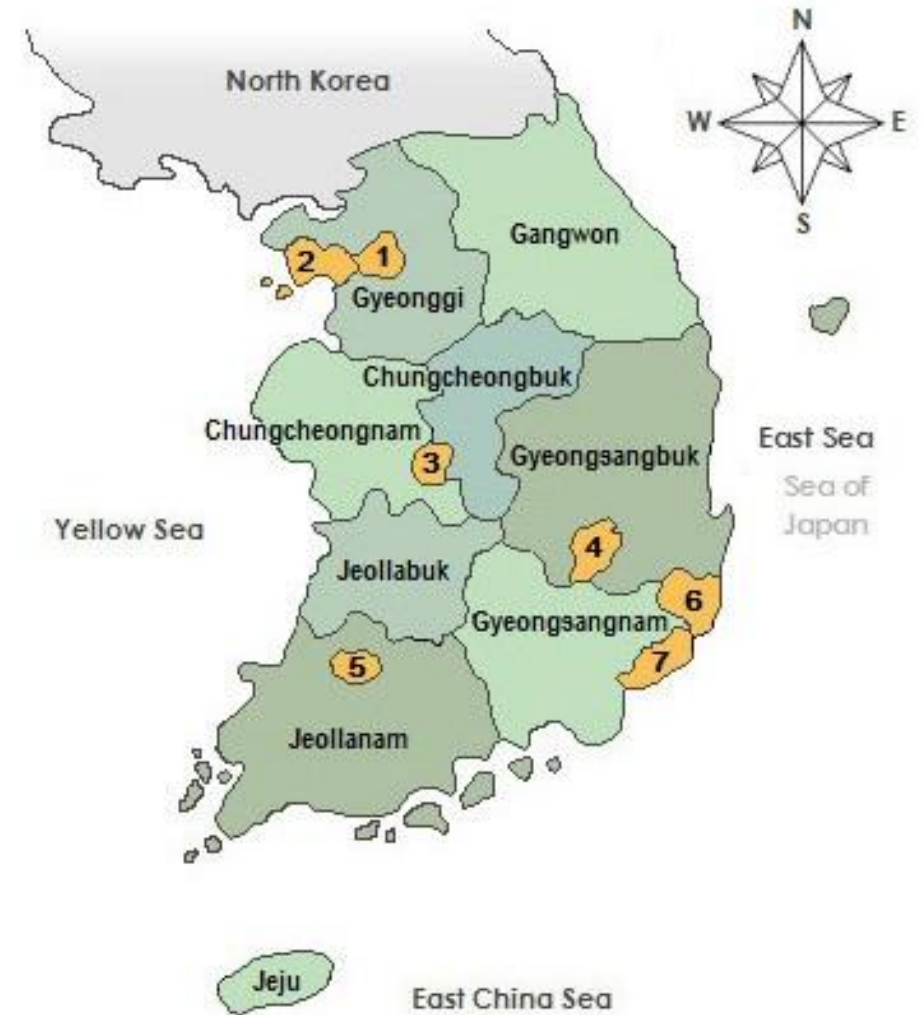 N
North Korea
W
E
S
Gangwon
2
1
Gyeonggi
Chungcheongbuk
Chungcheongnam
3
Gyeongsangbuk
East Sea
Sea of
Japan
Yellow Sea
4
Jeollabuk
6
Gyeongsangnam
7
5
Jeollanam
Jeju
East China Sea